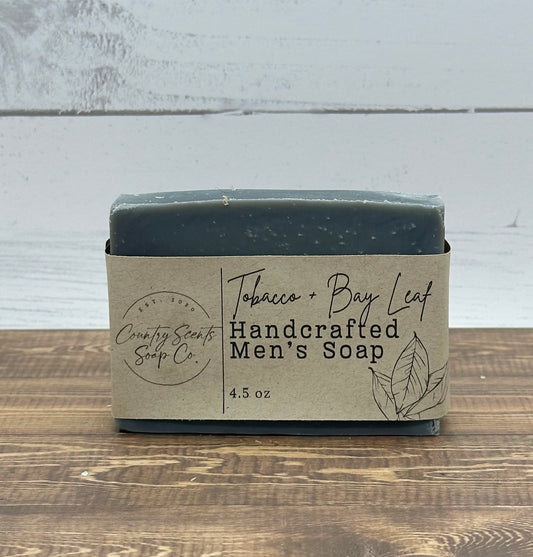 EST. 2020
Country Scents
Soap Co.
Tobacco + Bay Leaf
Handcrafted
Men's Soap
4.5 oz